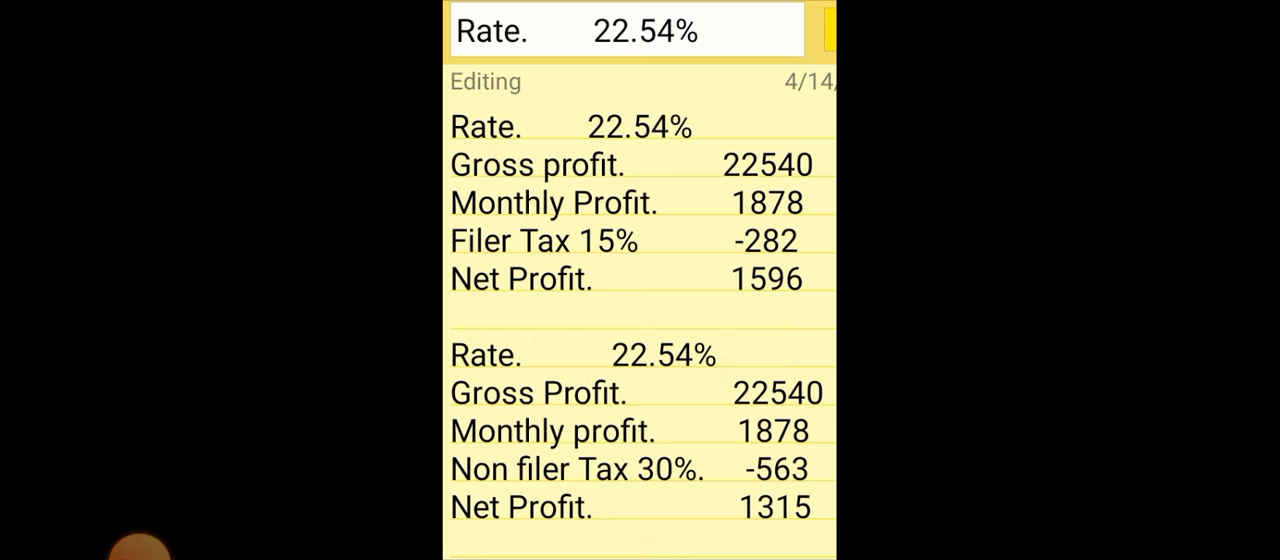 Rate. 22.54%
Editing 4/14/
Rate. 22.54%
Gross profit. 22540
Monthly Profit. 1878
Filer Tax 15% -282
Net Profit. 1596
Rate. 22.54%
Gross Profit. 22540
Monthly profit. 1878
Non filer Tax 30%. -563
Net Profit. 1315